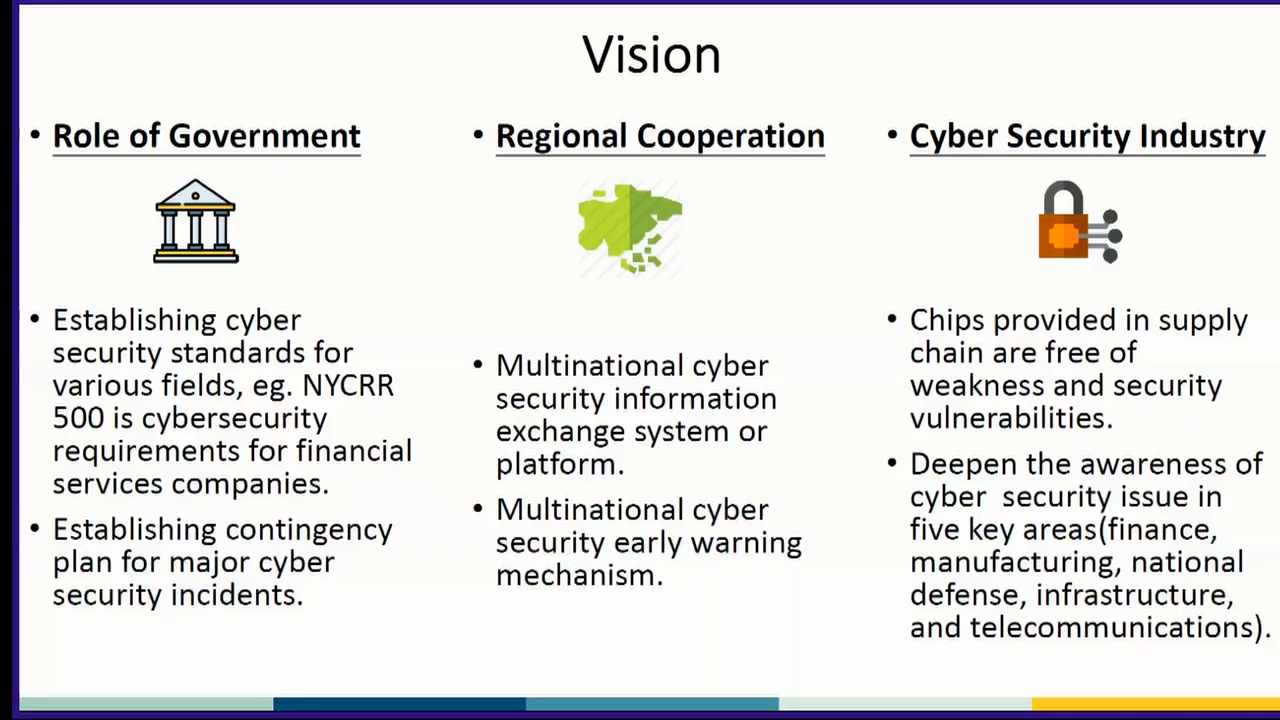 Vision
• Role of Government
• Establishing cyber
security standards for
various fields, eg. NYCRR
500 is cybersecurity
requirements for financial
services companies.
• Establishing contingency
plan for major cyber
security incidents.
• Regional Cooperation
• Multinational cyber
security information
exchange system or
platform.
• Multinational cyber
security early warning
mechanism.
• Cyber Security Industry
• Chips provided in supply
chain are free of
weakness and security
vulnerabilities.
• Deepen the awareness of
cyber  security issue in
five key areas(finance,
manufacturing, national
defense, infrastructure,
and telecommunications).